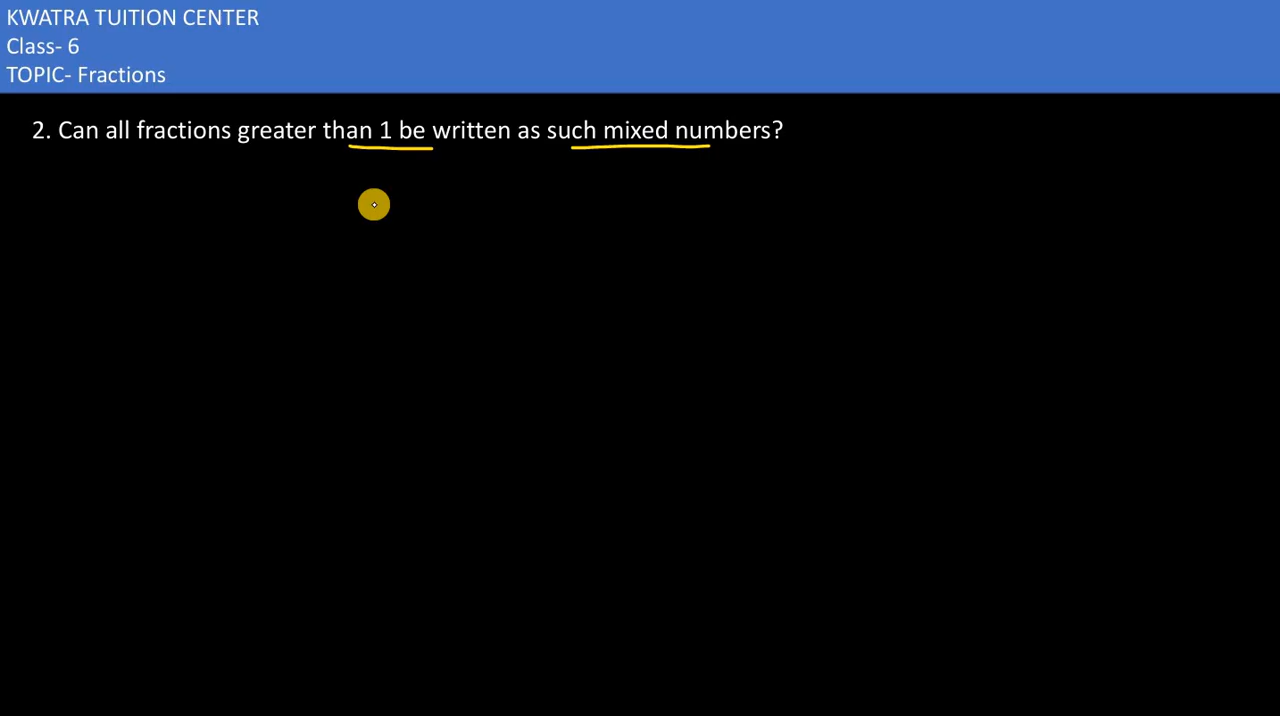 KWATRA TUITION CENTER
Class- 6
TOPIC- Fractions
2. Can all fractions greater than 1 be written as such mixed numbers?